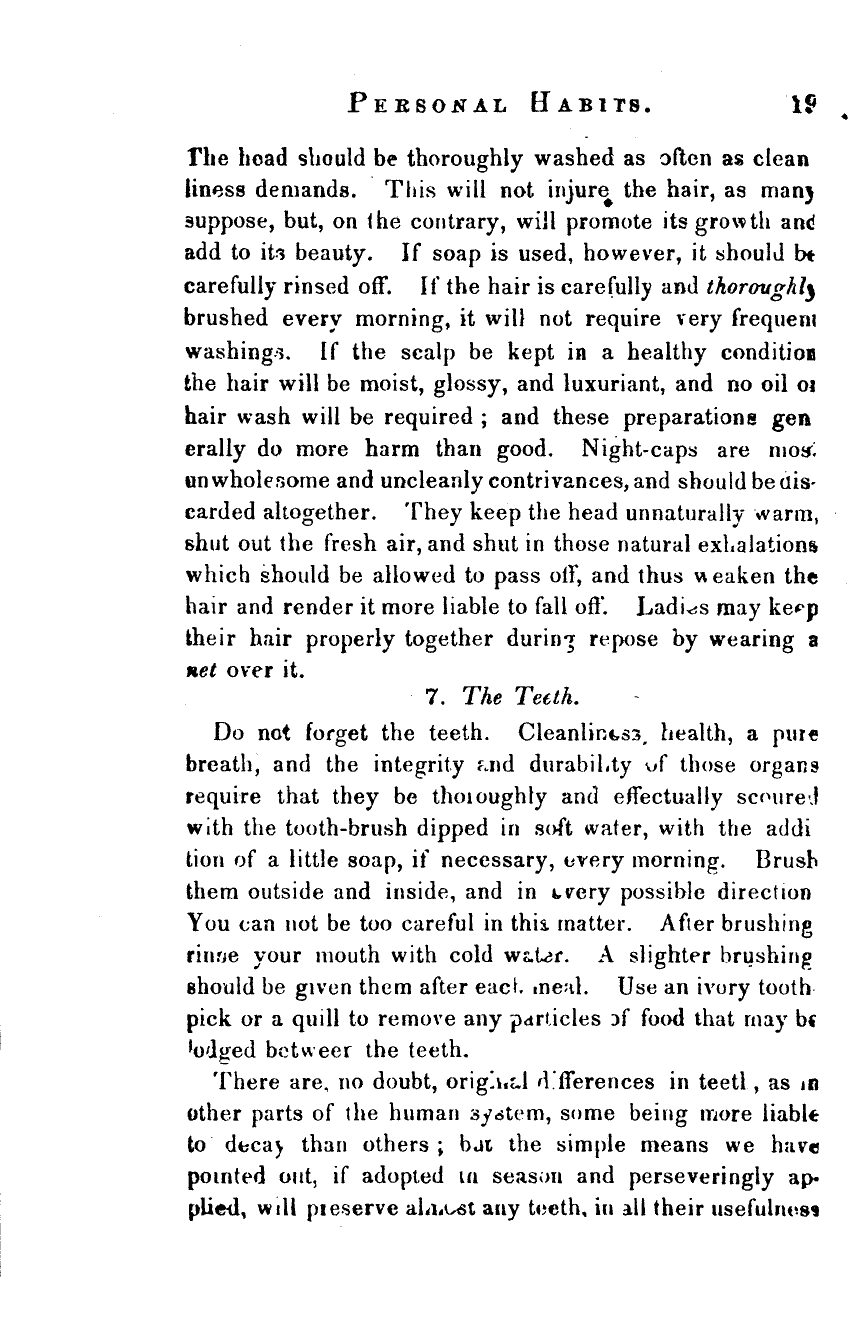 PERSONAL HABITS. 19
The head should be thoroughly washed as often as clean
liness demands. This will not injure the hair, as many
suppose, but, on the contrary, will promote its growth and
add to its beauty. If soap is used, however, it should be
carefully rinsed off. If the hair is carefully and thoroughly
brushed every morning, it will not require very frequent
washings. If the scalp be kept in a healthy condition
the hair will be moist, glossy, and luxuriant, and no oil or
hair wash will be required ; and these preparations gen
erally do more harm than good. Night-caps are most
unwholesome and uncleanly contrivances, and should be dis-
carded altogether. They keep the head unnaturally warm,
shut out the fresh air, and shut in those natural exhalations
which should be allowed to pass off, and thus weaken the
hair and render it more liable to fall off. Ladies may keep
their hair properly together during repose by wearing a
net over it.
7. The Teeth.
Do not forget the teeth. Cleanliness, health, a pure
breath, and the integrity and durability of those organs
require that they be thoroughly and effectually scoured
with the tooth-brush dipped in soft water, with the addi
tion of a little soap, if necessary, every morning. Brush
them outside and inside, and in every possible direction
You can not be too careful in this matter. After brushing
rinse your mouth with cold water. A slighter brushing
should be given them after each meal. Use an ivory tooth
pick or a quill to remove any particles of food that may be
lodged between the teeth.
There are, no doubt, original differences in teeth, as in
other parts of the human system, some being more liable
to decay than others ; but the simple means we have
pointed out, if adopted in season and perseveringly ap-
plied, will preserve almost any teeth, in all their usefulness